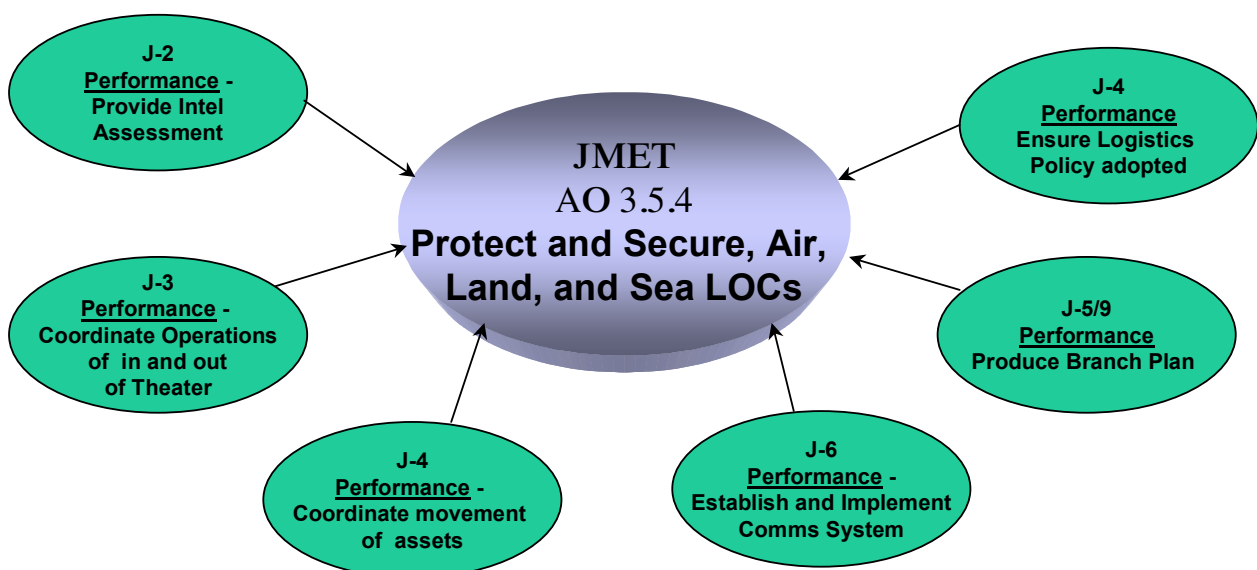 J-2
Performance -
Provide Intel
Assessment
J-4
Performance
Ensure Logistics
Policy adopted
JMET
AO 3.5.4
Protect and Secure, Air,
Land, and Sea LOCs
J-3
Performance -
Coordinate Operations
of in and out
of Theater
J-5/9
Performance
Produce Branch Plan
J-4
Performance -
Coordinate movement
of assets
J-6
Performance -
Establish and Implement
Comms System